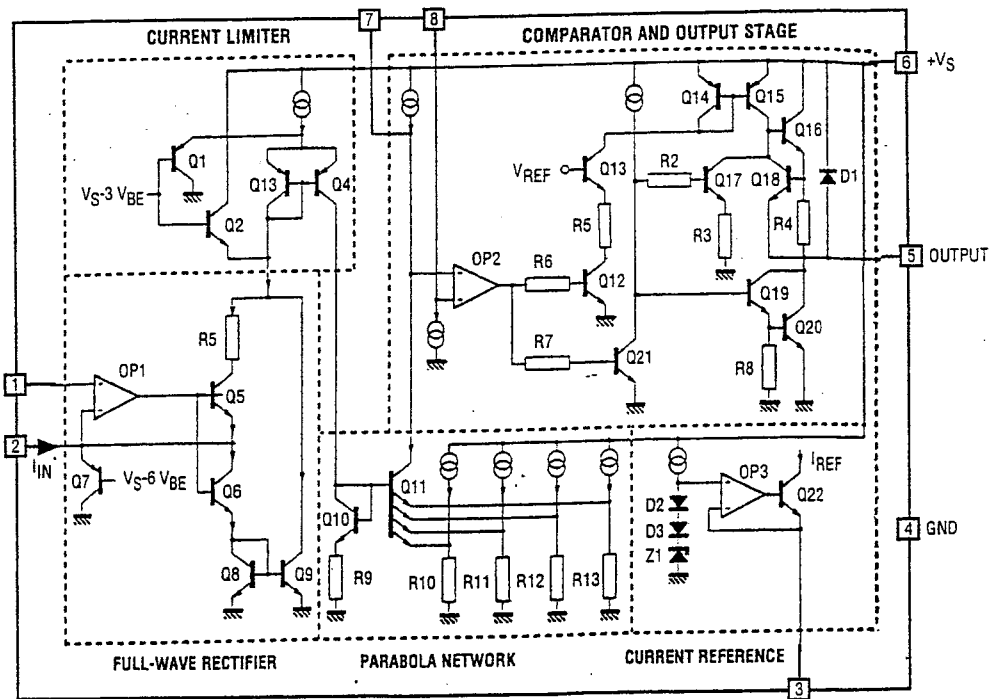 7
8
CURRENT LIMITER
COMPARATOR AND OUTPUT STAGE
6
+VS
Q14
Q15
Q16
Q1
Q13
Q4
VREF
Q13
R2
Q17
Q18
D1
VS-3 VBE
Q2
R5
R3
R4
OP2
R6
Q12
5
OUTPUT
Q19
Q20
R5
R7
Q21
R8
1
OP1
Q5
2
IIN
Q7
VS-6 VBE
Q6
Q11
OP3
IREF
Q22
D2
Q10
D3
4
GND
Z1
Q8
Q9
R9
R10
R11
R12
R13
FULL-WAVE RECTIFIER
PARABOLA NETWORK
CURRENT REFERENCE
3